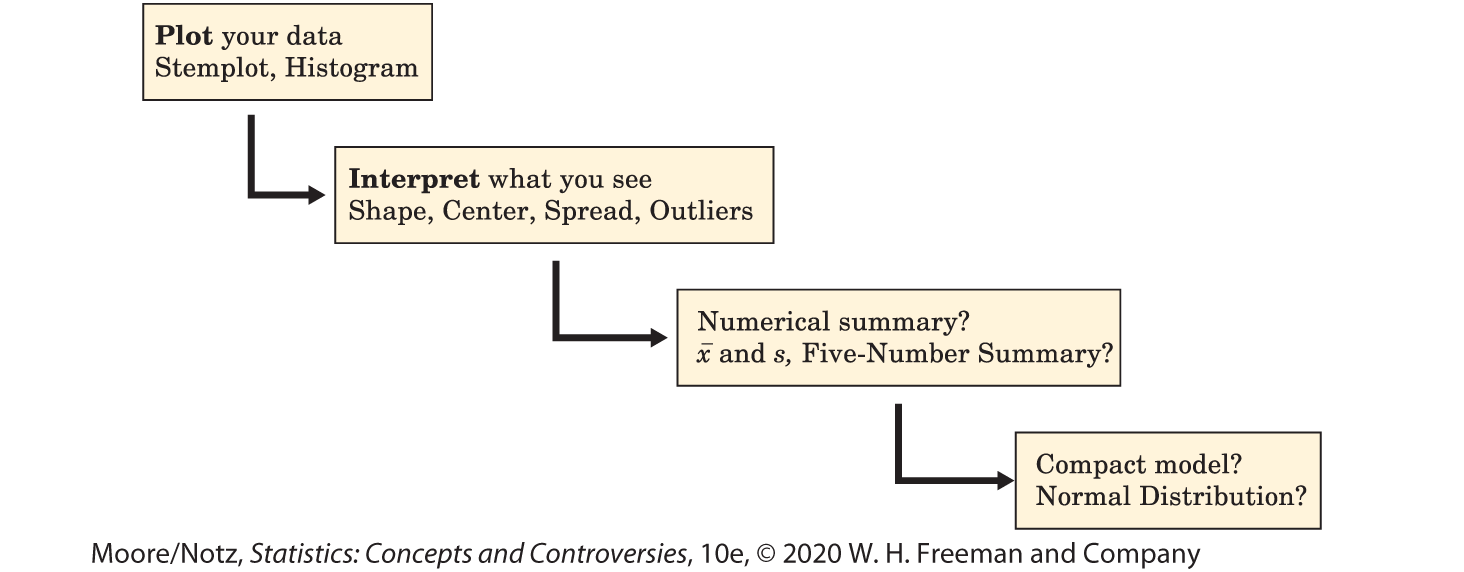 Plot your data
Stemplot, Histogram
Interpret what you see
Shape, Center, Spread, Outliers
Numerical summary?
x̄ and s, Five-Number Summary?
Compact model?
Normal Distribution?
Moore/Notz, Statistics: Concepts and Controversies, 10e, © 2020 W. H. Freeman and Company